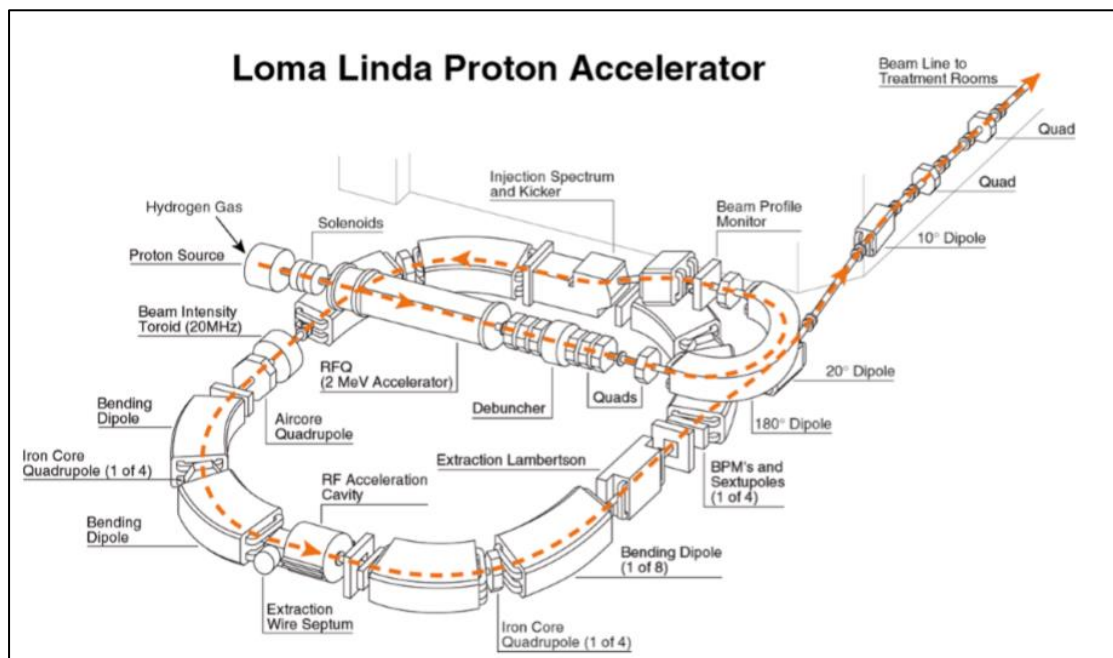 Loma Linda Proton Accelerator
Beam Line to
Treatment Rooms
Quad
Quad
10° Dipole
Injection Spectrum
and Kicker
Beam Profile
Monitor
Hydrogen Gas
Solenoids
Proton Source
Beam Intensity
Toroid (20MHz)
RFQ
(2 MeV Accelerator)
Debuncher
Quads
20° Dipole
180° Dipole
Bending
Dipole
Aircore
Quadrupole
Iron Core
Quadrupole (1 of 4)
RF Acceleration
Cavity
Extraction Lambertson
BPM's and
Sextupoles
(1 of 4)
Bending
Dipole
Bending Dipole
(1 of 8)
Extraction
Wire Septum
Iron Core
Quadrupole (1 of 4)